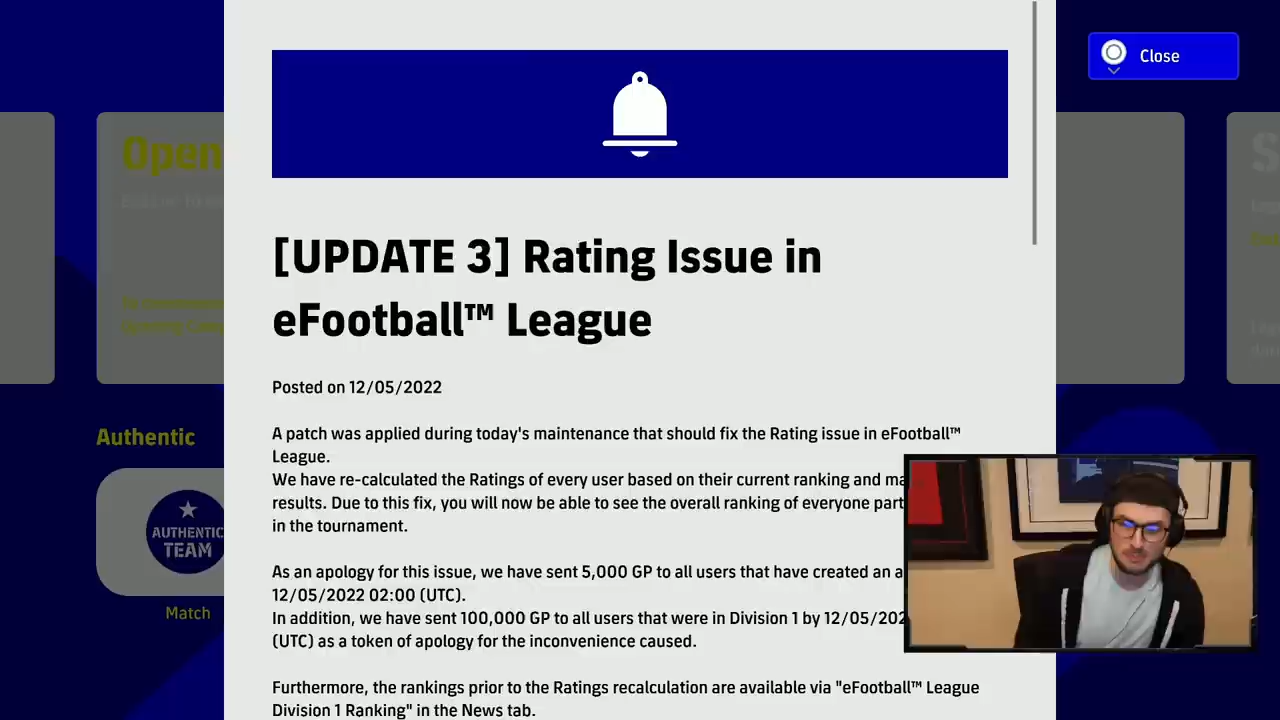 Close
Open
[UPDATE 3] Rating Issue in
eFootball™ League
Posted on 12/05/2022
A patch was applied during today's maintenance that should fix the Rating issue in eFootball™
League.
We have re-calculated the Ratings of every user based on their current ranking and
results. Due to this fix, you will now be able to see the overall ranking of everyone
in the tournament.
As an apology for this issue, we have sent 5,000 GP to all users that have created an
12/05/2022 02:00 (UTC).
In addition, we have sent 100,000 GP to all users that were in Division 1 by 12/05/202
(UTC) as a token of apology for the inconvenience caused.
Furthermore, the rankings prior to the Ratings recalculation are available via "eFootball™ League
Division 1 Ranking" in the News tab.
Authentic
AUTHENTIC
TEAM
Match